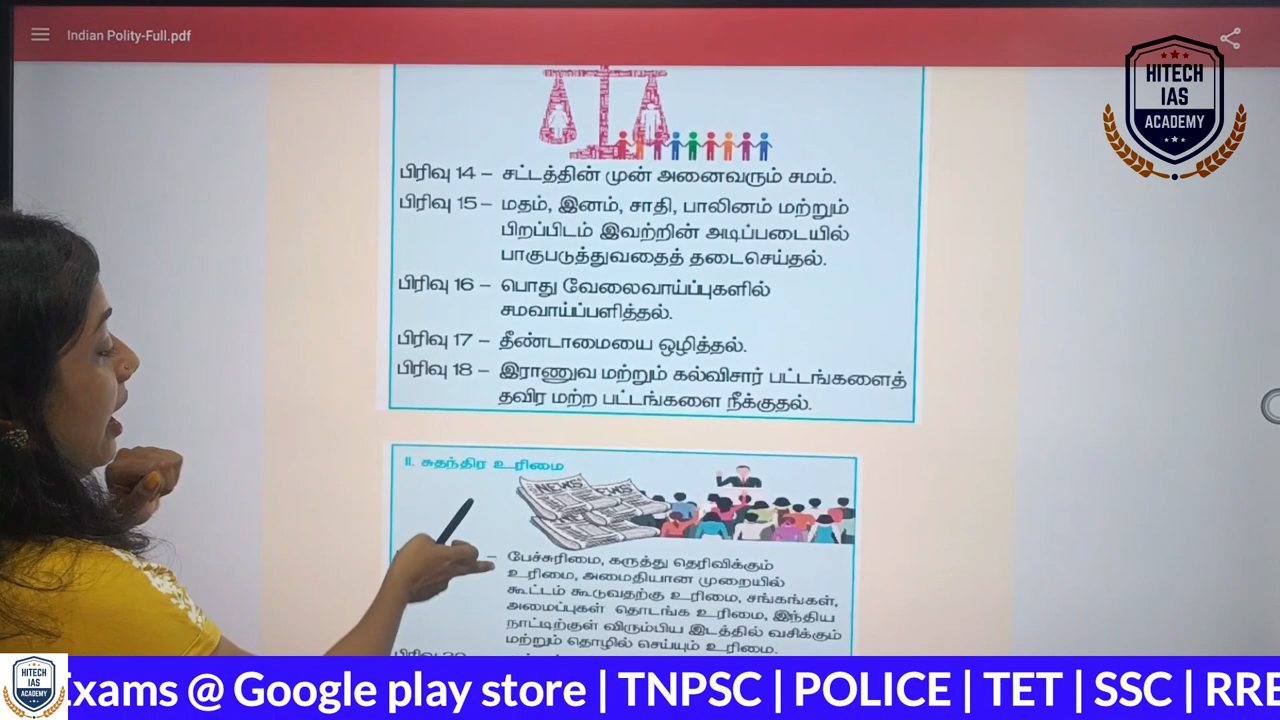 Indian Polity-Full.pdf
HITECH
IAS
ACADEMY
பிரிவு 14 – சட்டத்தின் முன் அனைவரும் சமம்.
பிரிவு 15 – மதம், இனம், சாதி, பாலினம் மற்றும்
பிறப்பிடம் இவற்றின் அடிப்படையில்
பாகுபடுத்துவதைத் தடைசெய்தல்.
பிரிவு 16 – பொது வேலைவாய்ப்புகளில்
சமவாய்ப்பளித்தல்.
பிரிவு 17 – தீண்டாமையை ஒழித்தல்.
பிரிவு 18 – இராணுவ மற்றும் கல்விசார் பட்டங்களைத்
தவிர மற்ற பட்டங்களை நீக்குதல்.
II. சுதந்திர உரிமை
NEWS
– பேச்சுரிமை, கருத்து தெரிவிக்கும்
உரிமை, அமைதியான முறையில்
கூட்டம் கூடுவதற்கு உரிமை, சங்கங்கள்,
அமைப்புகள் தொடங்க உரிமை, இந்திய
நாட்டிற்குள் விரும்பிய இடத்தில் வசிக்கும்
மற்றும் தொழில் செய்யும் உரிமை.
HITECH
IAS
ACADEMY
Exams @ Google play store | TNPSC | POLICE | TET | SSC | RRB